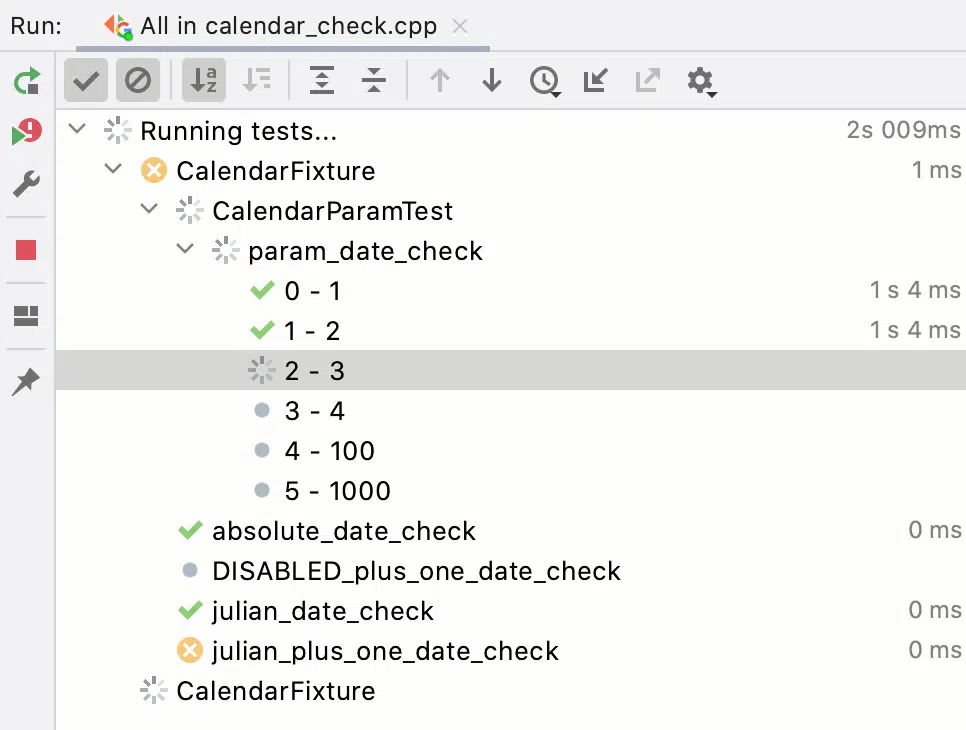 Run: All in calendar_check.cpp
Running tests... 2s 009ms
CalendarFixture 1 ms
CalendarParamTest
param_date_check
0 - 1 1 s 4 ms
1 - 2 1 s 4 ms
2 - 3
3 - 4
4 - 100
5 - 1000
absolute_date_check 0 ms
DISABLED_plus_one_date_check
julian_date_check 0 ms
julian_plus_one_date_check 0 ms
CalendarFixture